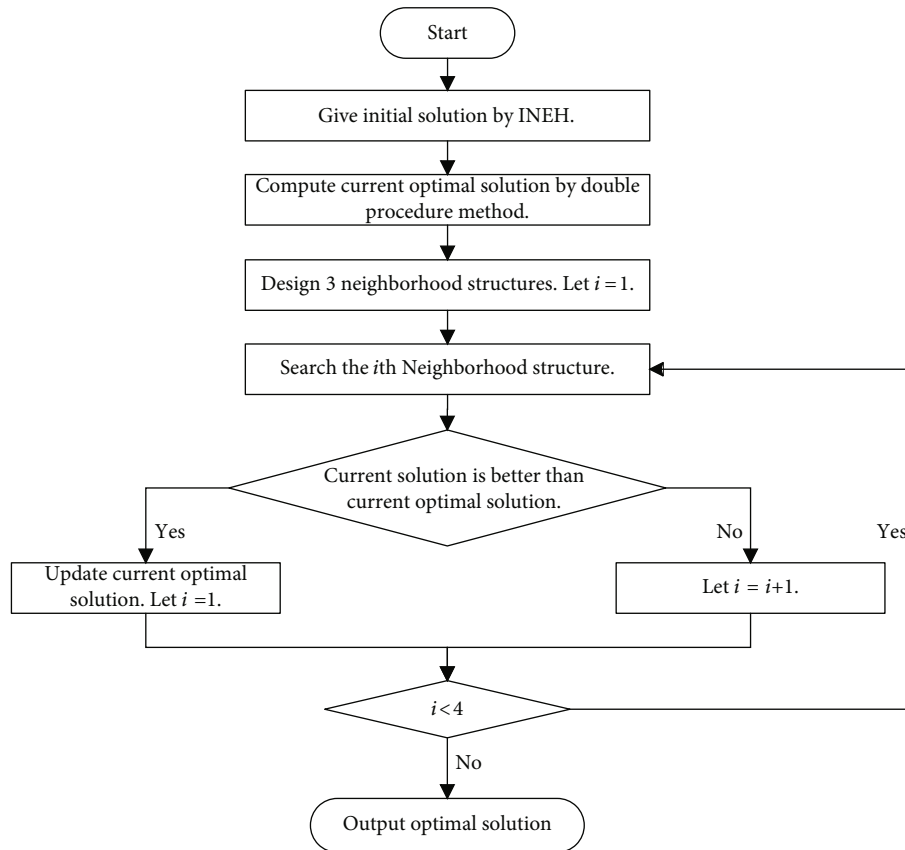 Start
Give initial solution by INEH.
Compute current optimal solution by double
procedure method.
Design 3 neighborhood structures. Let i = 1.
Search the ith Neighborhood structure.
Current solution is better than
current optimal solution.
Yes
No
Yes
Update current optimal
solution. Let i =1.
Let i = i+1.
i < 4
No
Output optimal solution